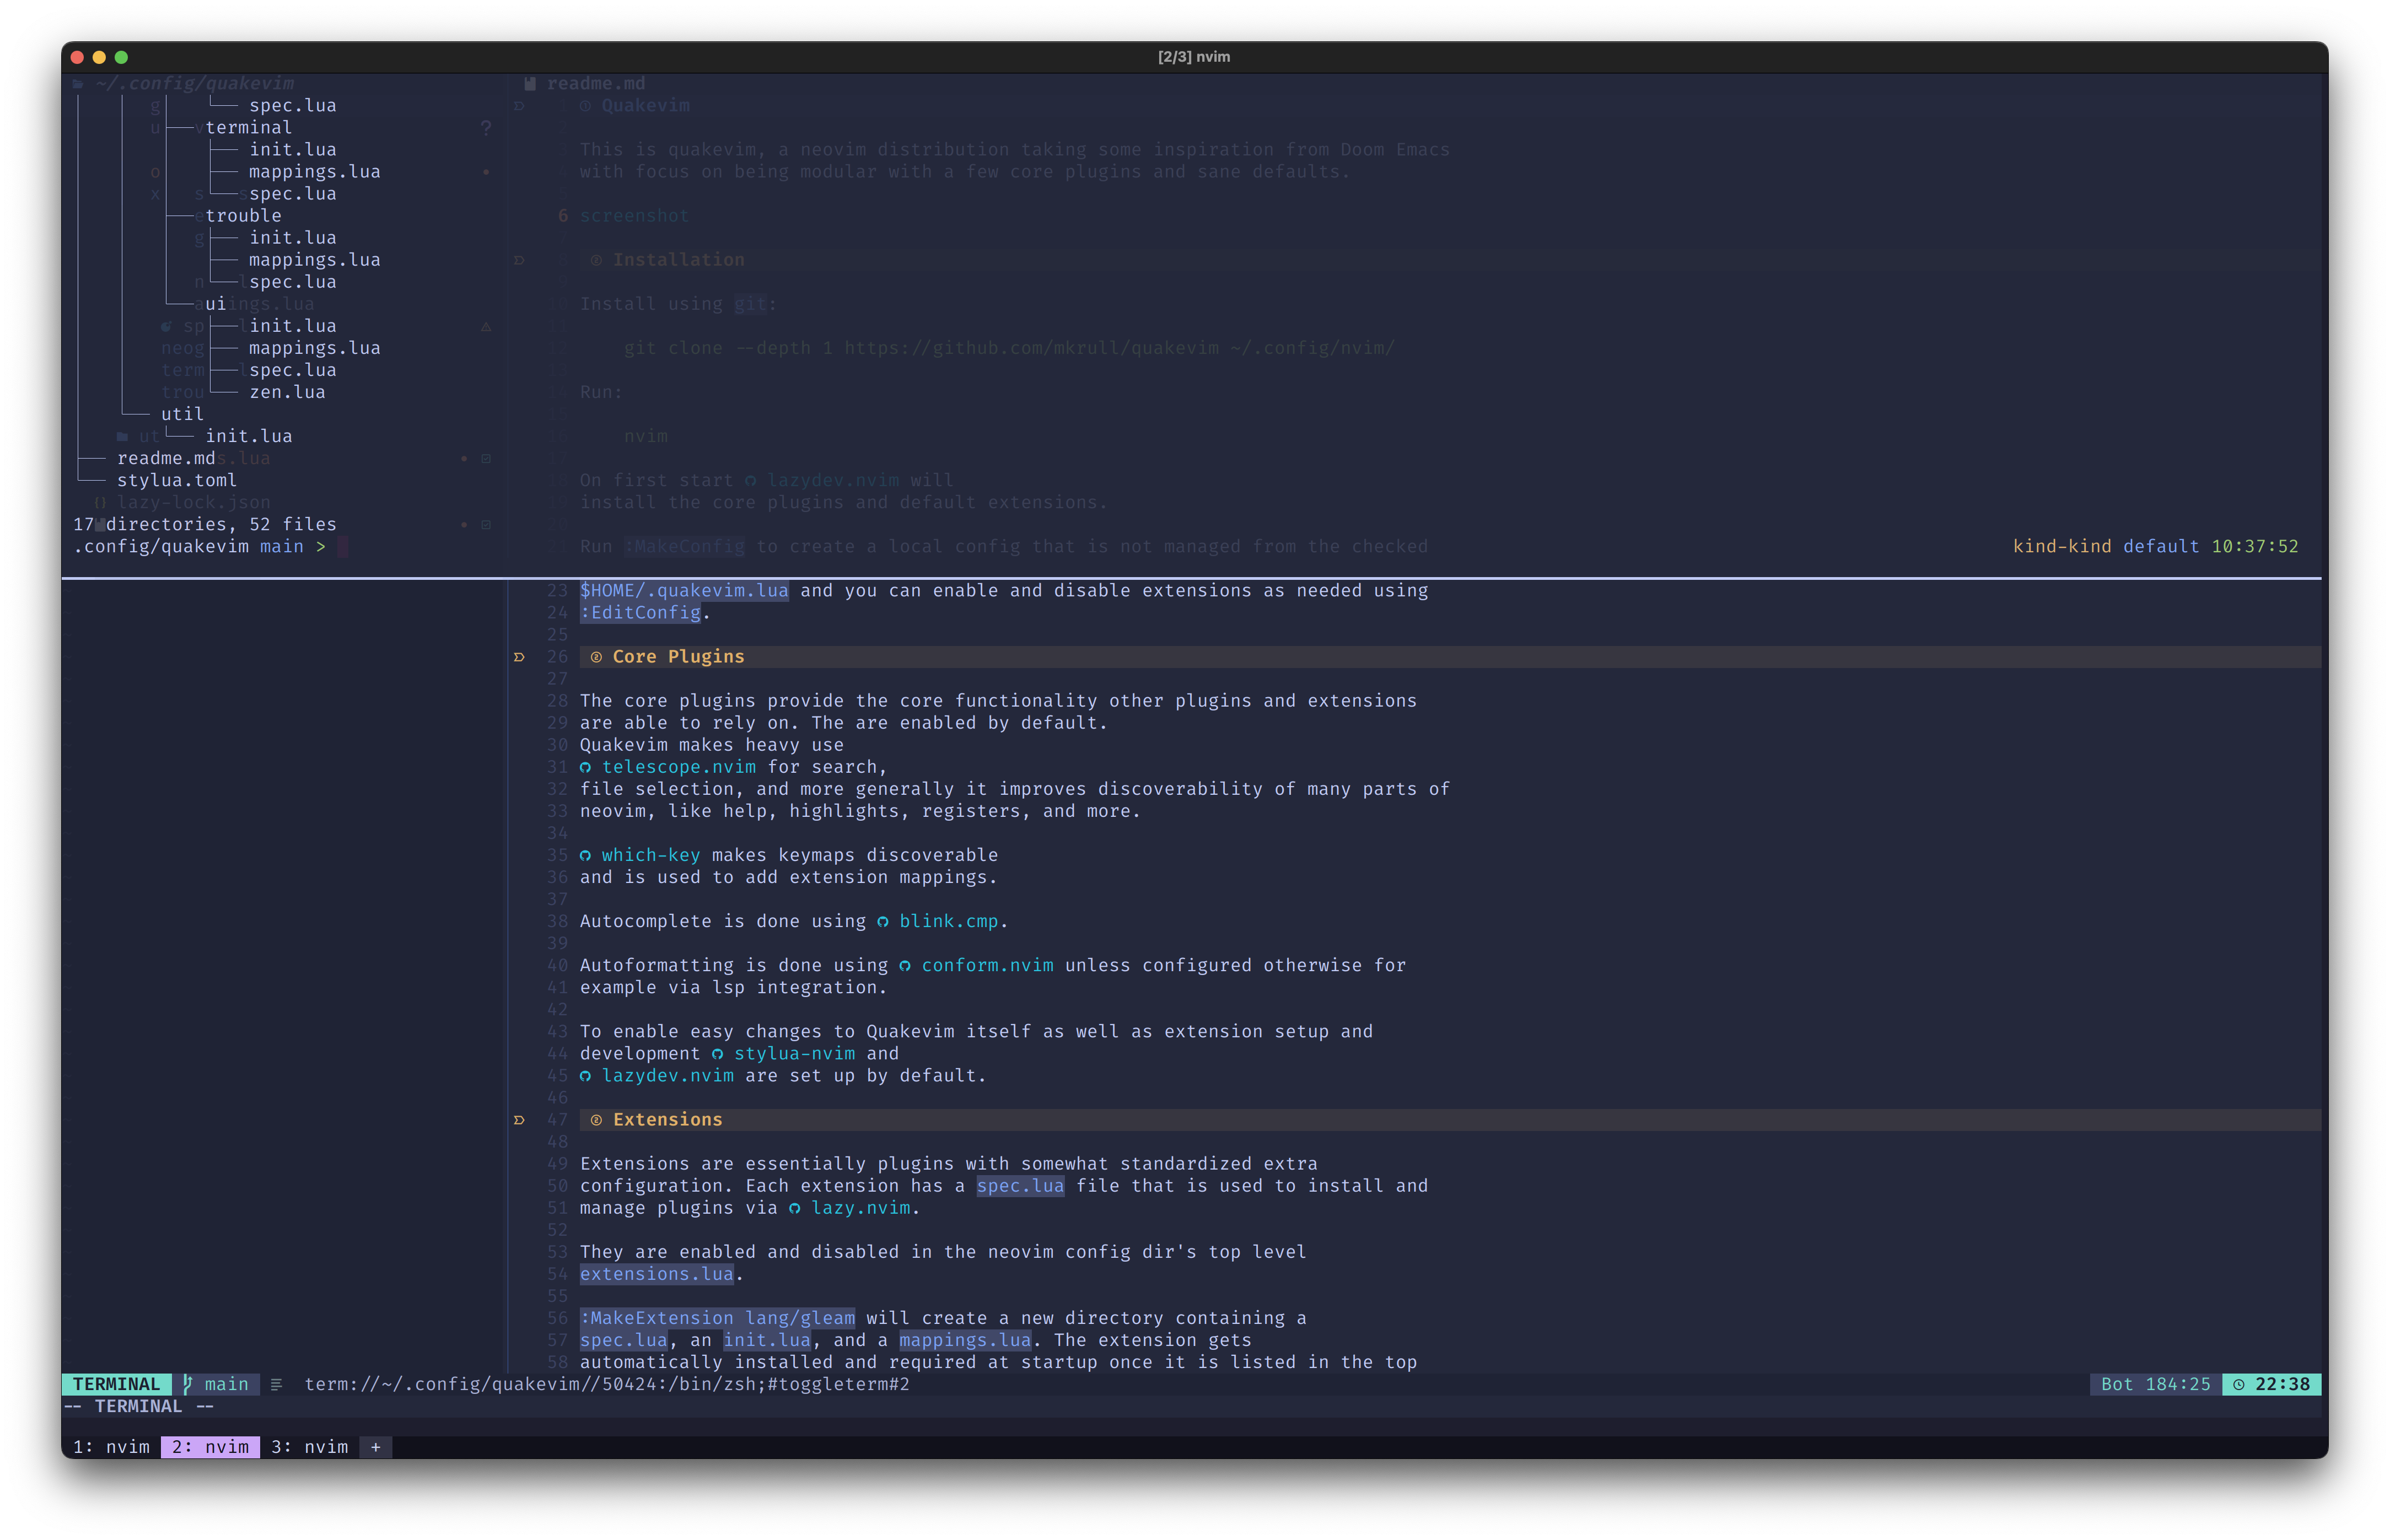 [2/3] nvim
~/.config/quakevim
spec.lua
terminal
init.lua
mappings.lua
spec.lua
trouble
init.lua
mappings.lua
spec.lua
ui
init.lua
mappings.lua
spec.lua
zen.lua
util
init.lua
readme.md
stylua.toml
lazy-lock.json
17 directories, 52 files
.config/quakevim main >
kind-kind default 10:37:52
readme.md
Quakevim
This is quakevim, a neovim distribution taking some inspiration from Doom Emacs
with focus on being modular with a few core plugins and sane defaults.
6 screenshot
Installation
Install using git:
git clone --depth 1 https://github.com/mkrull/quakevim ~/.config/nvim/
Run:
nvim
On first start lazydev.nvim will
install the core plugins and default extensions.
Run :MakeConfig to create a local config that is not managed from the checked
23 $HOME/.quakevim.lua and you can enable and disable extensions as needed using
24 :EditConfig.
25
26 Core Plugins
27
28 The core plugins provide the core functionality other plugins and extensions
29 are able to rely on. The are enabled by default.
30 Quakevim makes heavy use
31 telescope.nvim for search,
32 file selection, and more generally it improves discoverability of many parts of
33 neovim, like help, highlights, registers, and more.
34
35 which-key makes keymaps discoverable
36 and is used to add extension mappings.
37
38 Autocomplete is done using blink.cmp.
39
40 Autoformatting is done using conform.nvim unless configured otherwise for
41 example via lsp integration.
42
43 To enable easy changes to Quakevim itself as well as extension setup and
44 development stylua-nvim and
45 lazydev.nvim are set up by default.
46
47 Extensions
48
49 Extensions are essentially plugins with somewhat standardized extra
50 configuration. Each extension has a spec.lua file that is used to install and
51 manage plugins via lazy.nvim.
52
53 They are enabled and disabled in the neovim config dir's top level
54 extensions.lua.
55
56 :MakeExtension lang/gleam will create a new directory containing a
57 spec.lua, an init.lua, and a mappings.lua. The extension gets
58 automatically installed and required at startup once it is listed in the top
TERMINAL main term://~/.config/quakevim//50424:/bin/zsh;#toggleterm#2 Bot 184:25 22:38
-- TERMINAL --
1: nvim 2: nvim 3: nvim +